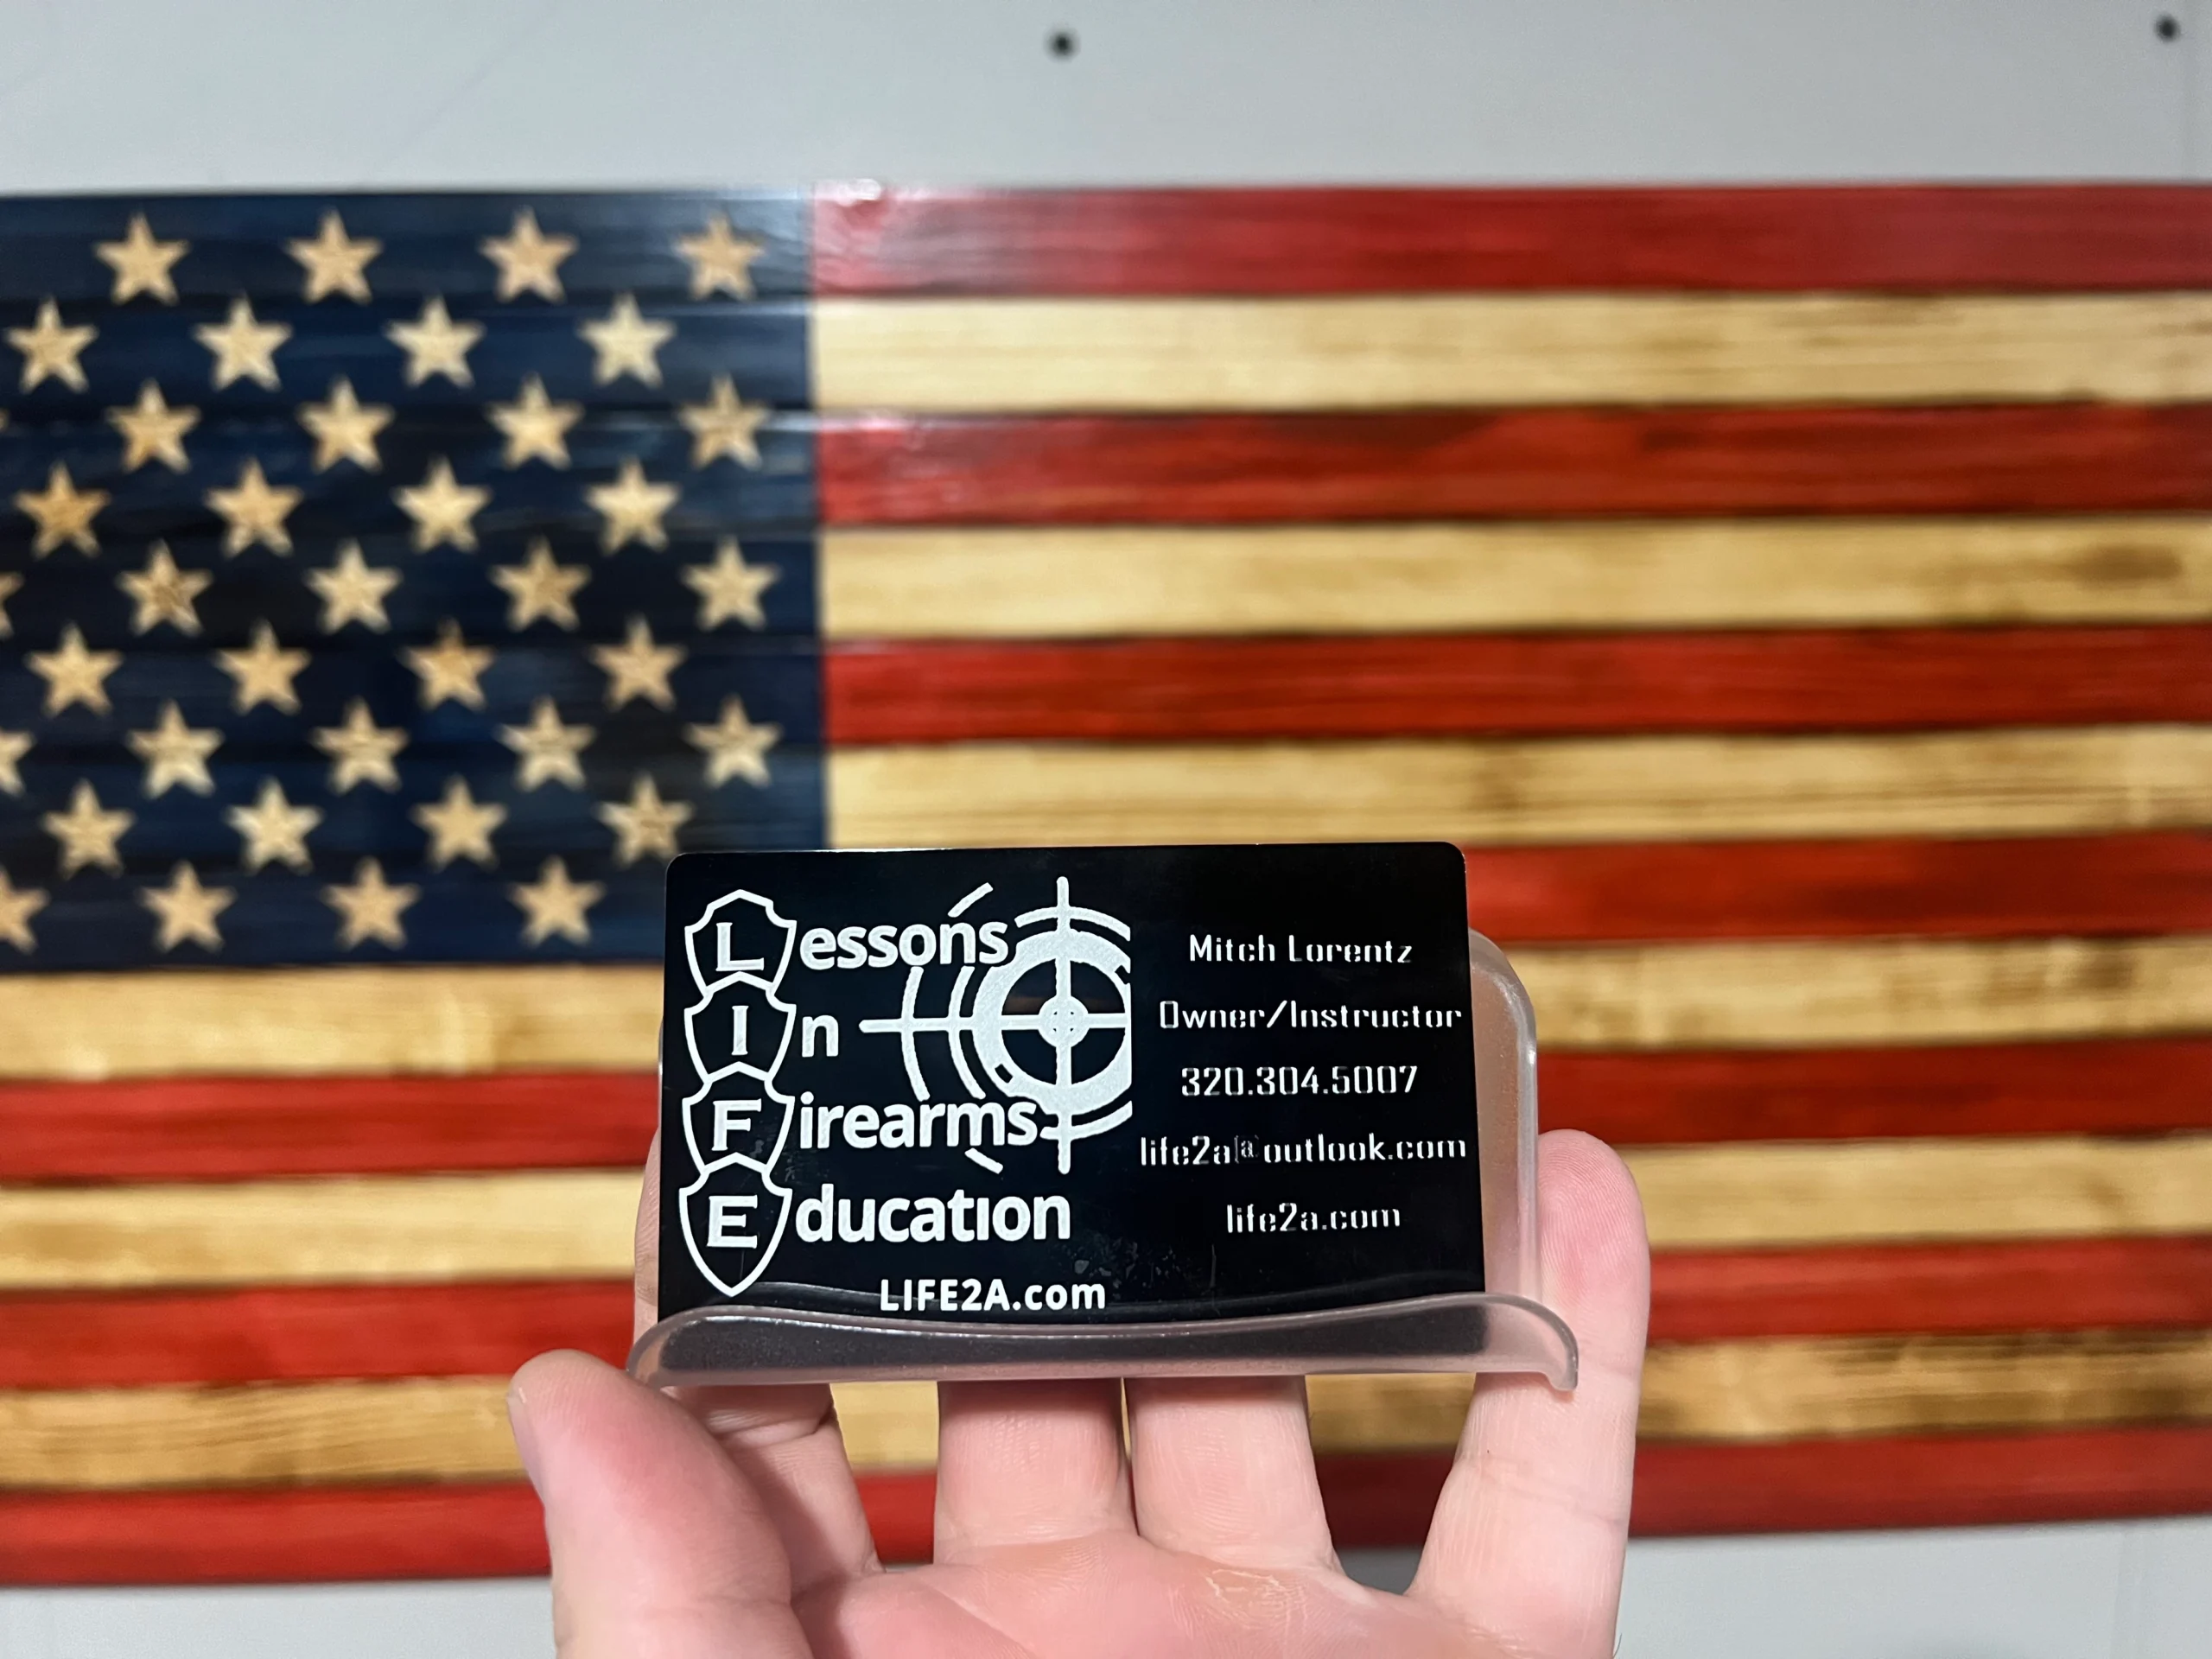 Lessons
In
Firearms
Education
LIFE2A.com
Mitch Lorentz
Owner/Instructor
320.304.5007
life2a@outlook.com
life2a.com